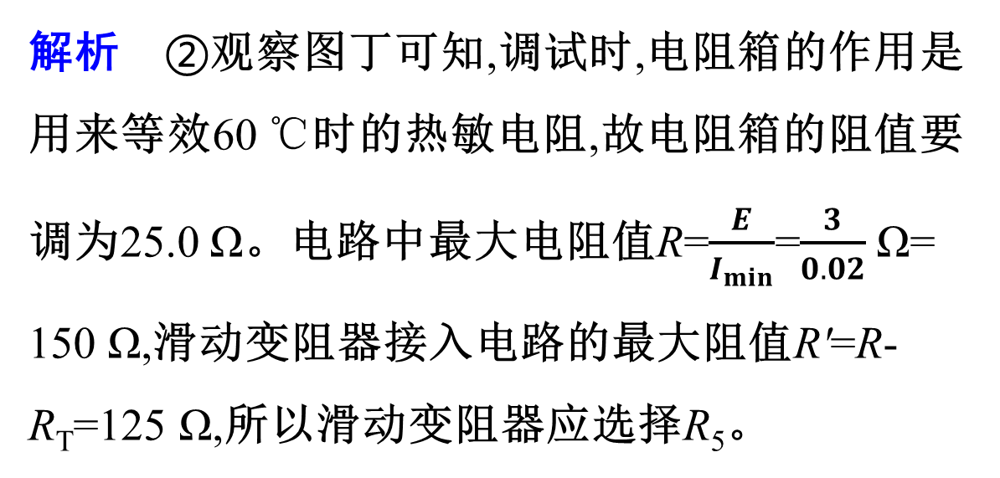 解析 ②观察图丁可知,调试时,电阻箱的作用是
用来等效60 ℃时的热敏电阻,故电阻箱的阻值要
调为25.0 Ω。电路中最大电阻值R=E/I_min=3/0.02 Ω=
150 Ω,滑动变阻器接入电路的最大阻值R'=R-
R_T=125 Ω,所以滑动变阻器应选择R_5。